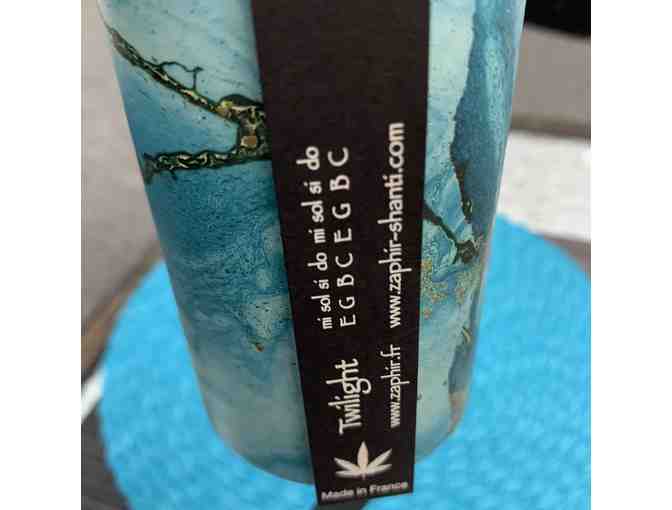 Twilight
mi sol si do mi sol si do
E G B C E G B C
www.zaphir.fr www.zaphir-shanti.com
Made in France